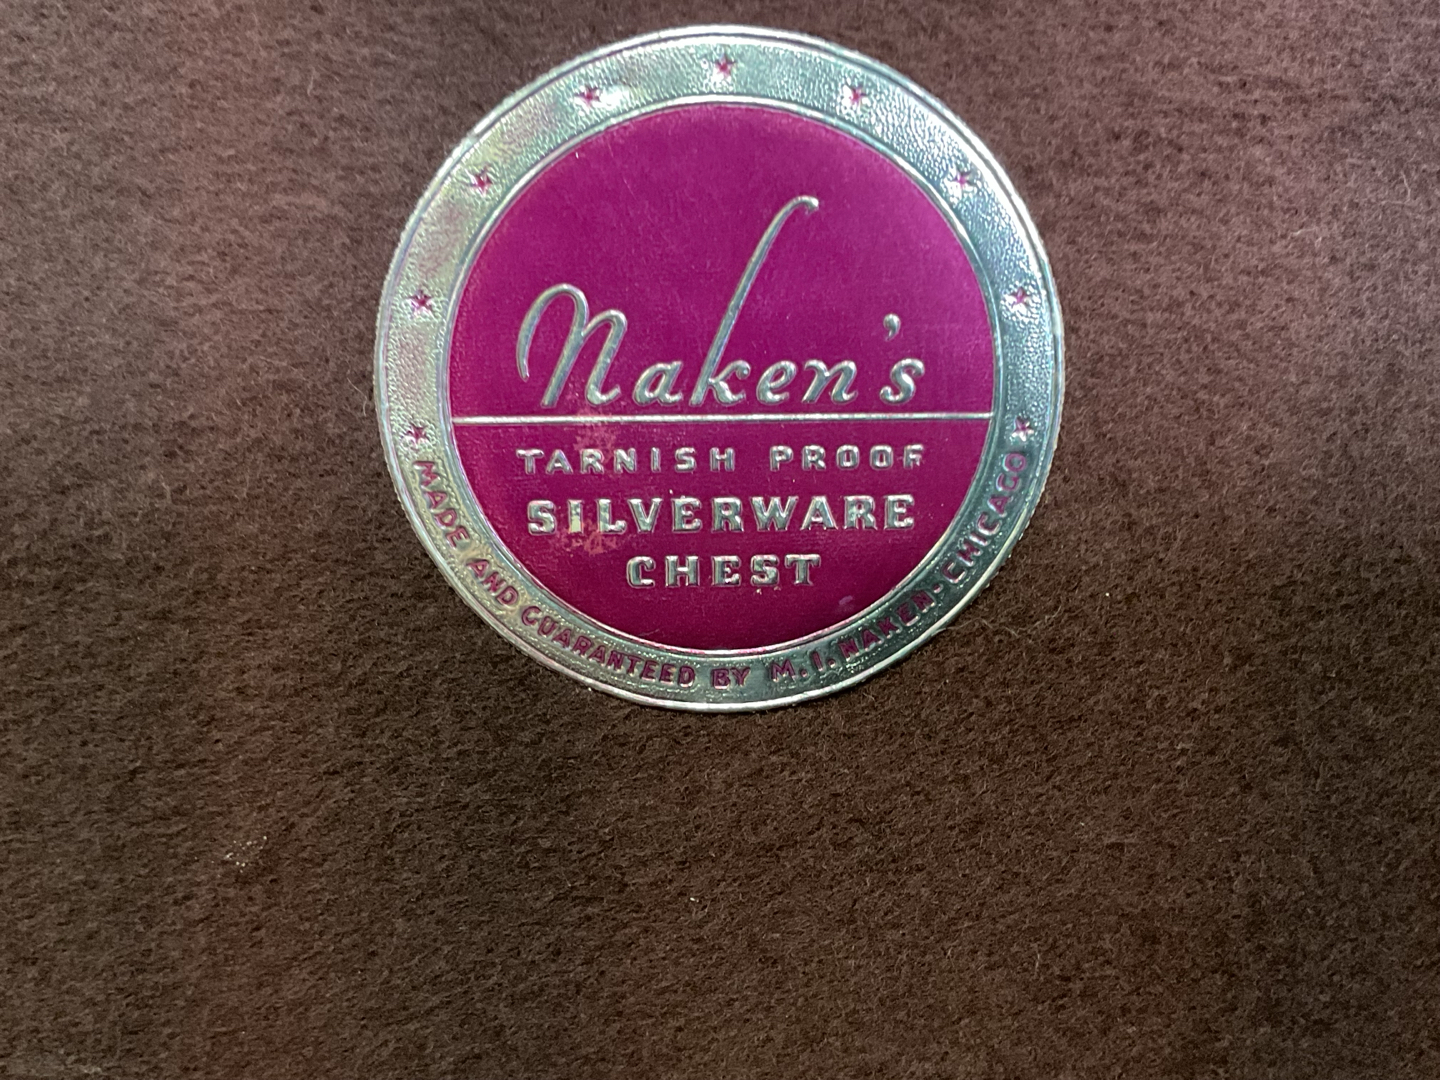 Naken's
TARNISH PROOF
SILVERWARE
CHEST
MADE AND GUARANTEED BY M.I. NAKEN-CHICAGO